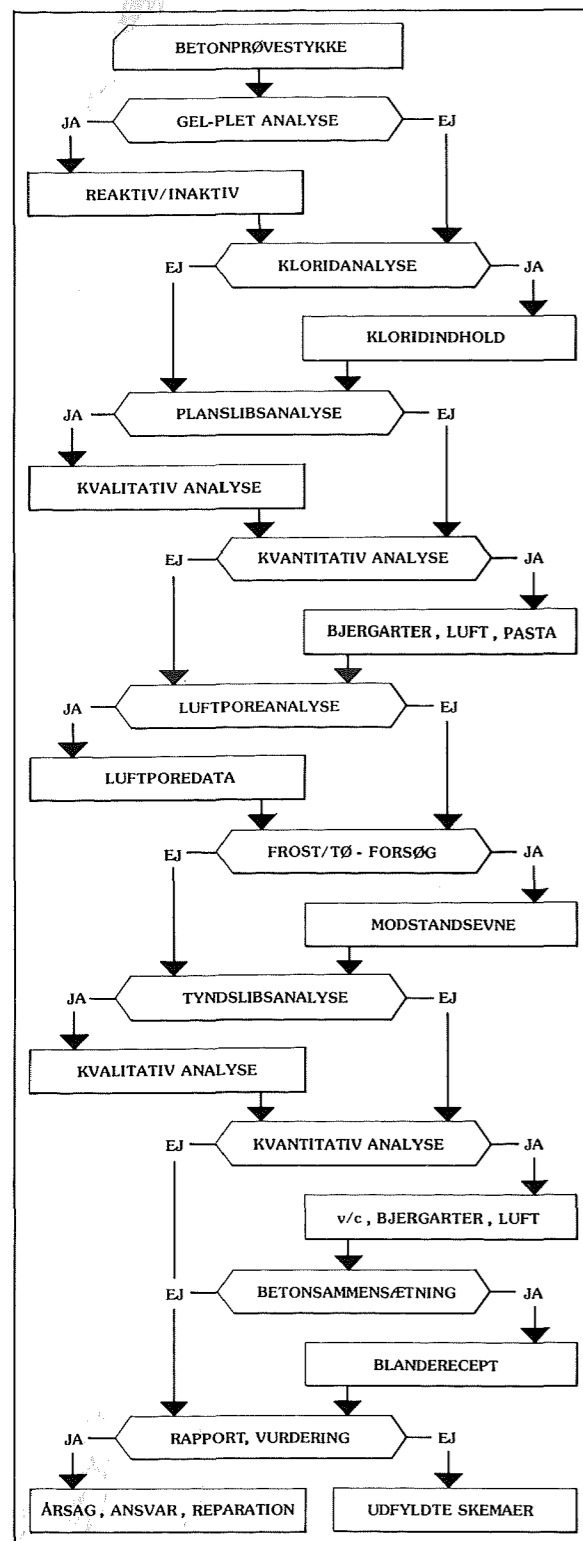 BETONPRØVESTYKKE
JA GEL-PLET ANALYSE EJ
REAKTIV/INAKTIV
EJ KLORIDANALYSE JA
KLORIDINDHOLD
JA PLANSLIBSANALYSE EJ
KVALITATIV ANALYSE
EJ KVANTITATIV ANALYSE JA
BJERGARTER, LUFT, PASTA
JA LUFTPOREANALYSE EJ
LUFTPOREDATA
EJ FROST/TØ - FORSØG JA
MODSTANDSEVNE
JA TYNDSLIBSANALYSE EJ
KVALITATIV ANALYSE
EJ KVANTITATIV ANALYSE JA
v/c, BJERGARTER, LUFT
EJ BETONSAMMENSÆTNING JA
BLANDERECEPT
JA RAPPORT, VURDERING EJ
ÅRSAG, ANSVAR, REPARATION UDFYLDTE SKEMAER